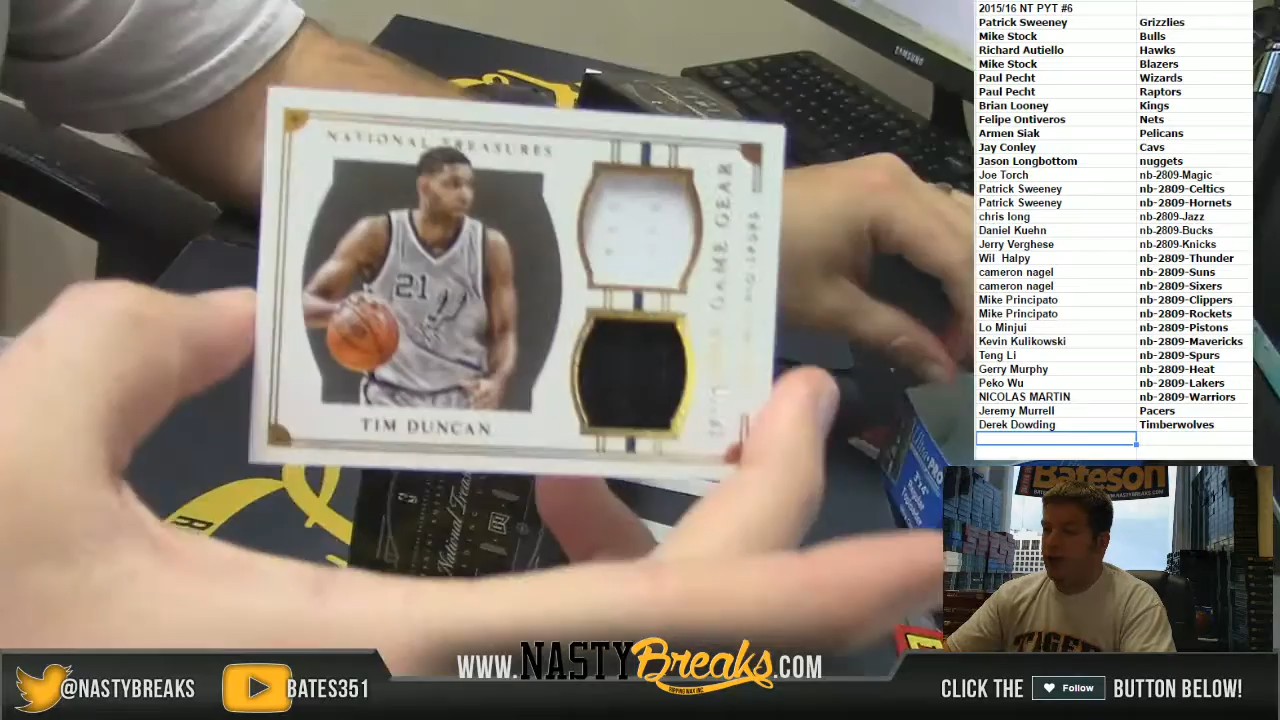 2015/16 NT PYT #6
Patrick Sweeney Grizzlies
Mike Stock Bulls
Richard Autiello Hawks
Mike Stock Blazers
Paul Pecht Wizards
Paul Pecht Raptors
Brian Looney Kings
Felipe Ontiveros Nets
Armen Siak Pelicans
Jay Conley Cavs
Jason Longbottom nuggets
Joe Torch nb-2809-Magic
Patrick Sweeney nb-2809-Celtics
Patrick Sweeney nb-2809-Hornets
chris long nb-2809-Jazz
Daniel Kuehn nb-2809-Bucks
Jerry Verghese nb-2809-Knicks
Wil Halpy nb-2809-Thunder
cameron nagel nb-2809-Suns
cameron nagel nb-2809-Sixers
Mike Principato nb-2809-Clippers
Mike Principato nb-2809-Rockets
Lo Minjui nb-2809-Pistons
Kevin Kulikowski nb-2809-Mavericks
Teng Li nb-2809-Spurs
Gerry Murphy nb-2809-Heat
Peko Wu nb-2809-Lakers
NICOLAS MARTIN nb-2809-Warriors
Jeremy Murrell Pacers
Derek Dowding Timberwolves
SAMSUNG
NATIONAL TREASURES
21
TIM DUNCAN
GAME GEAR
National Treasures
Bateson
TIGERS
@NASTYBREAKS
BATES351
WWW.NASTYBreaks.COM
CLICK THE Follow BUTTON BELOW!